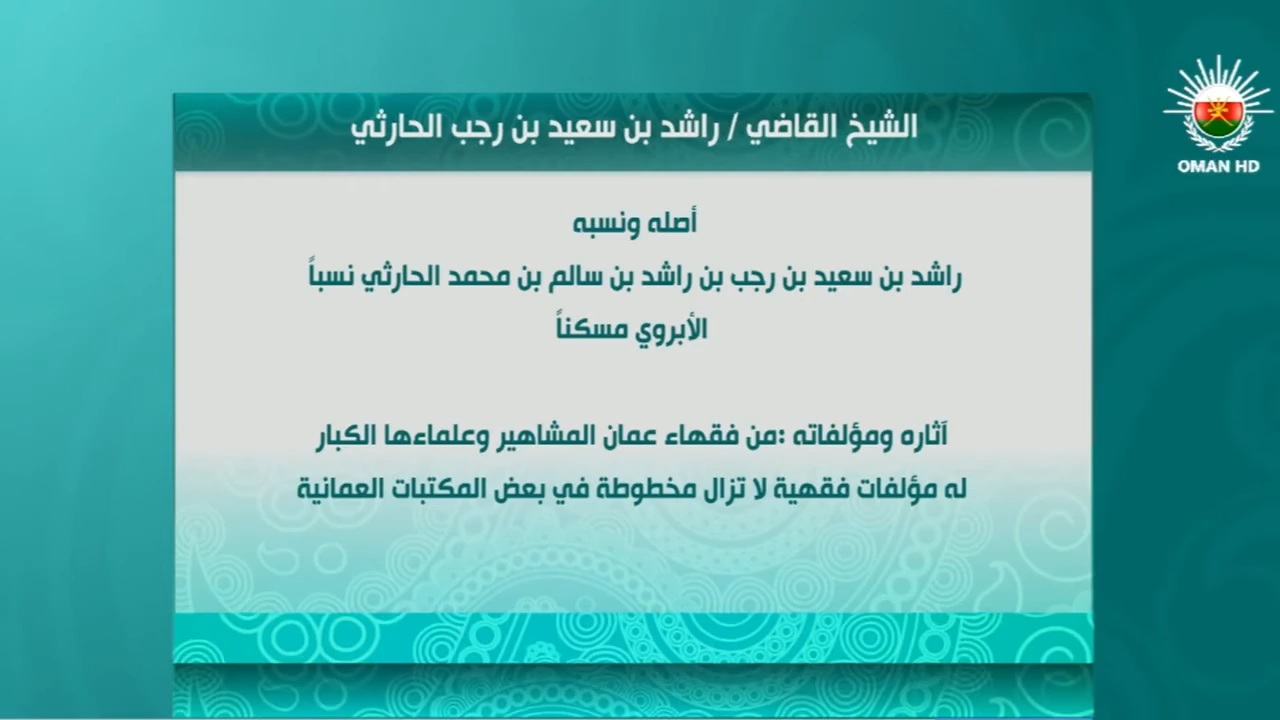 الشيخ القاضي / راشد بن سعيد بن رجب الحارثي
OMAN HD
أصله ونسبه
راشد بن سعيد بن رجب بن راشد بن سالم بن محمد الحارثي نسباً
الأبروي مسكناً
آثاره ومؤلفاته :من فقهاء عمان المشاهير وعلماءها الكبار
له مؤلفات فقهية لا تزال مخطوطة في بعض المكتبات العمانية